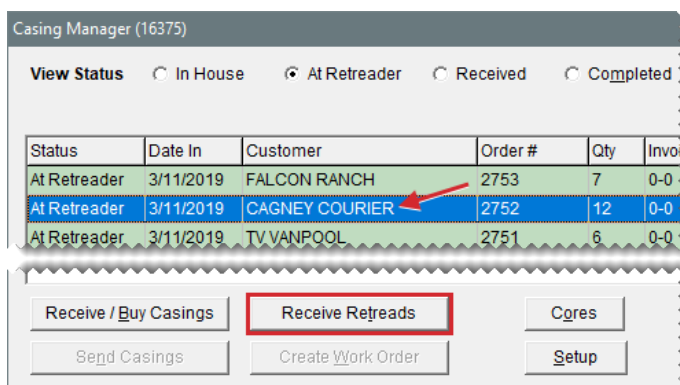 Casing Manager (16375)
View Status In House At Retreader Received Completed
Status Date In Customer Order # Qty Invo
At Retreader 3/11/2019 FALCON RANCH 2753 7 0-0
At Retreader 3/11/2019 CAGNEY COURIER 2752 12 0-0
At Retreader 3/11/2019 TV VANPOOL 2751 6 0-0
Receive / Buy Casings Receive Retreads Cores
Send Casings Create Work Order Setup